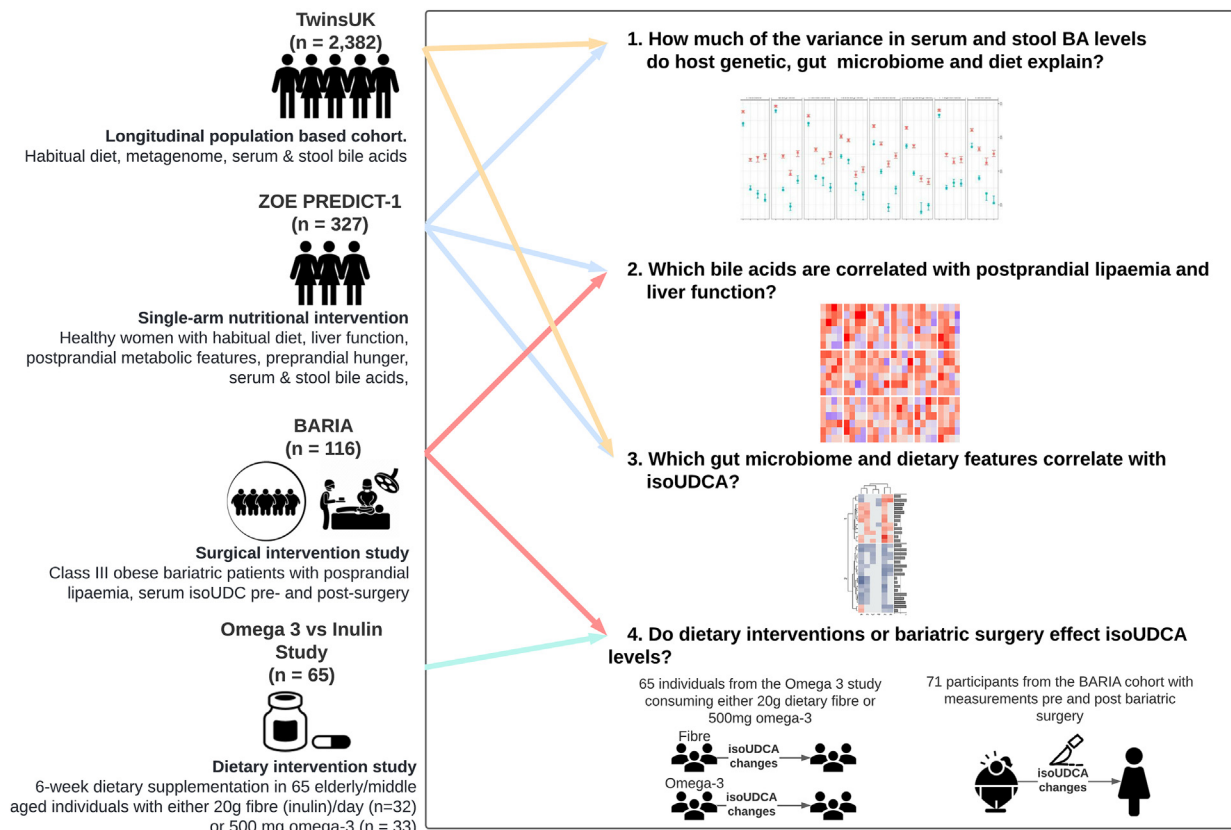 TwinsUK
(n = 2,382)
Longitudinal population based cohort.
Habitual diet, metagenome, serum & stool bile acids
ZOE PREDICT-1
(n = 327)
Single-arm nutritional intervention
Healthy women with habitual diet, liver function,
postprandial metabolic features, preprandial hunger,
serum & stool bile acids,
BARIA
(n = 116)
Surgical intervention study
Class III obese bariatric patients with posprandial
lipaemia, serum isoUDC pre- and post-surgery
Omega 3 vs Inulin
Study
(n = 65)
Dietary intervention study
6-week dietary supplementation in 65 elderly/middle
aged individuals with either 20g fibre (inulin)/day (n=32)
or 500 mg omega-3 (n = 33)
1. How much of the variance in serum and stool BA levels
do host genetic, gut microbiome and diet explain?
2. Which bile acids are correlated with postprandial lipaemia and
liver function?
3. Which gut microbiome and dietary features correlate with
isoUDCA?
4. Do dietary interventions or bariatric surgery effect isoUDCA
levels?
65 individuals from the Omega 3 study
consuming either 20g dietary fibre or
500mg omega-3
Fibre
isoUDCA
changes
Omega-3
isoUDCA
changes
71 participants from the BARIA cohort with
measurements pre and post bariatric
surgery
isoUDCA
changes